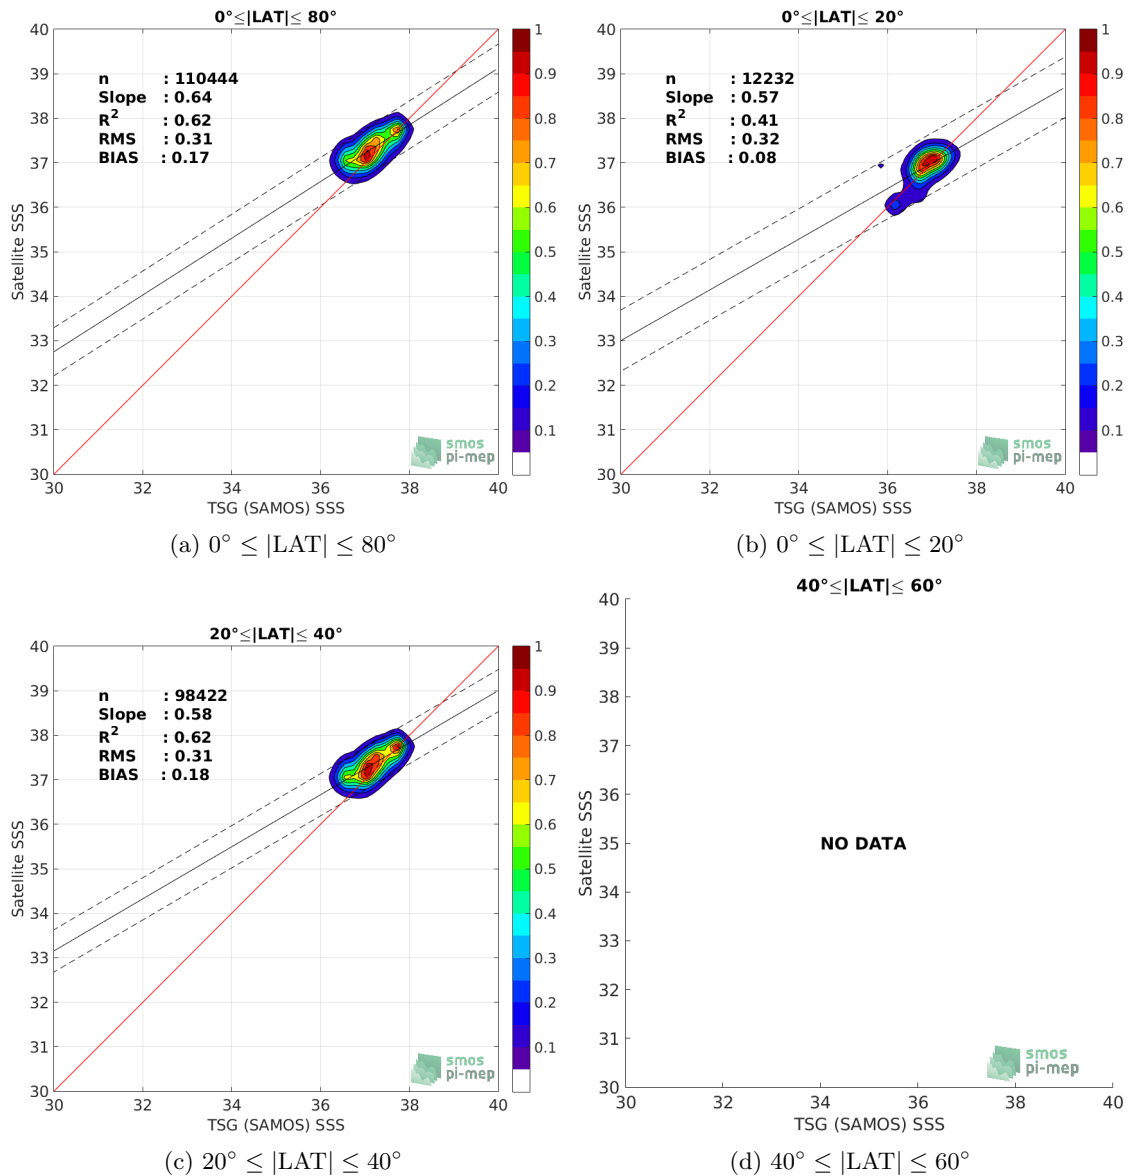 0°≤|LAT|≤ 80°
40
39
38
37
36
35
34
33
32
31
30
Satellite SSS
n : 110444
Slope : 0.64
R² : 0.62
RMS : 0.31
BIAS : 0.17
smos
pi-mep
30 32 34 36 38 40
TSG (SAMOS) SSS
1
0.9
0.8
0.7
0.6
0.5
0.4
0.3
0.2
0.1
(a) 0° ≤ |LAT| ≤ 80°
0°≤|LAT|≤ 20°
40
39
38
37
36
35
34
33
32
31
30
Satellite SSS
n : 12232
Slope : 0.57
R² : 0.41
RMS : 0.32
BIAS : 0.08
smos
pi-mep
30 32 34 36 38 40
TSG (SAMOS) SSS
1
0.9
0.8
0.7
0.6
0.5
0.4
0.3
0.2
0.1
(b) 0° ≤ |LAT| ≤ 20°
20°≤|LAT|≤ 40°
40
39
38
37
36
35
34
33
32
31
30
Satellite SSS
n : 98422
Slope : 0.58
R² : 0.62
RMS : 0.31
BIAS : 0.18
smos
pi-mep
30 32 34 36 38 40
TSG (SAMOS) SSS
1
0.9
0.8
0.7
0.6
0.5
0.4
0.3
0.2
0.1
(c) 20° ≤ |LAT| ≤ 40°
40°≤|LAT|≤ 60°
40
39
38
37
36
35
34
33
32
31
30
Satellite SSS
NO DATA
smos
pi-mep
30 32 34 36 38 40
TSG (SAMOS) SSS
(d) 40° ≤ |LAT| ≤ 60°